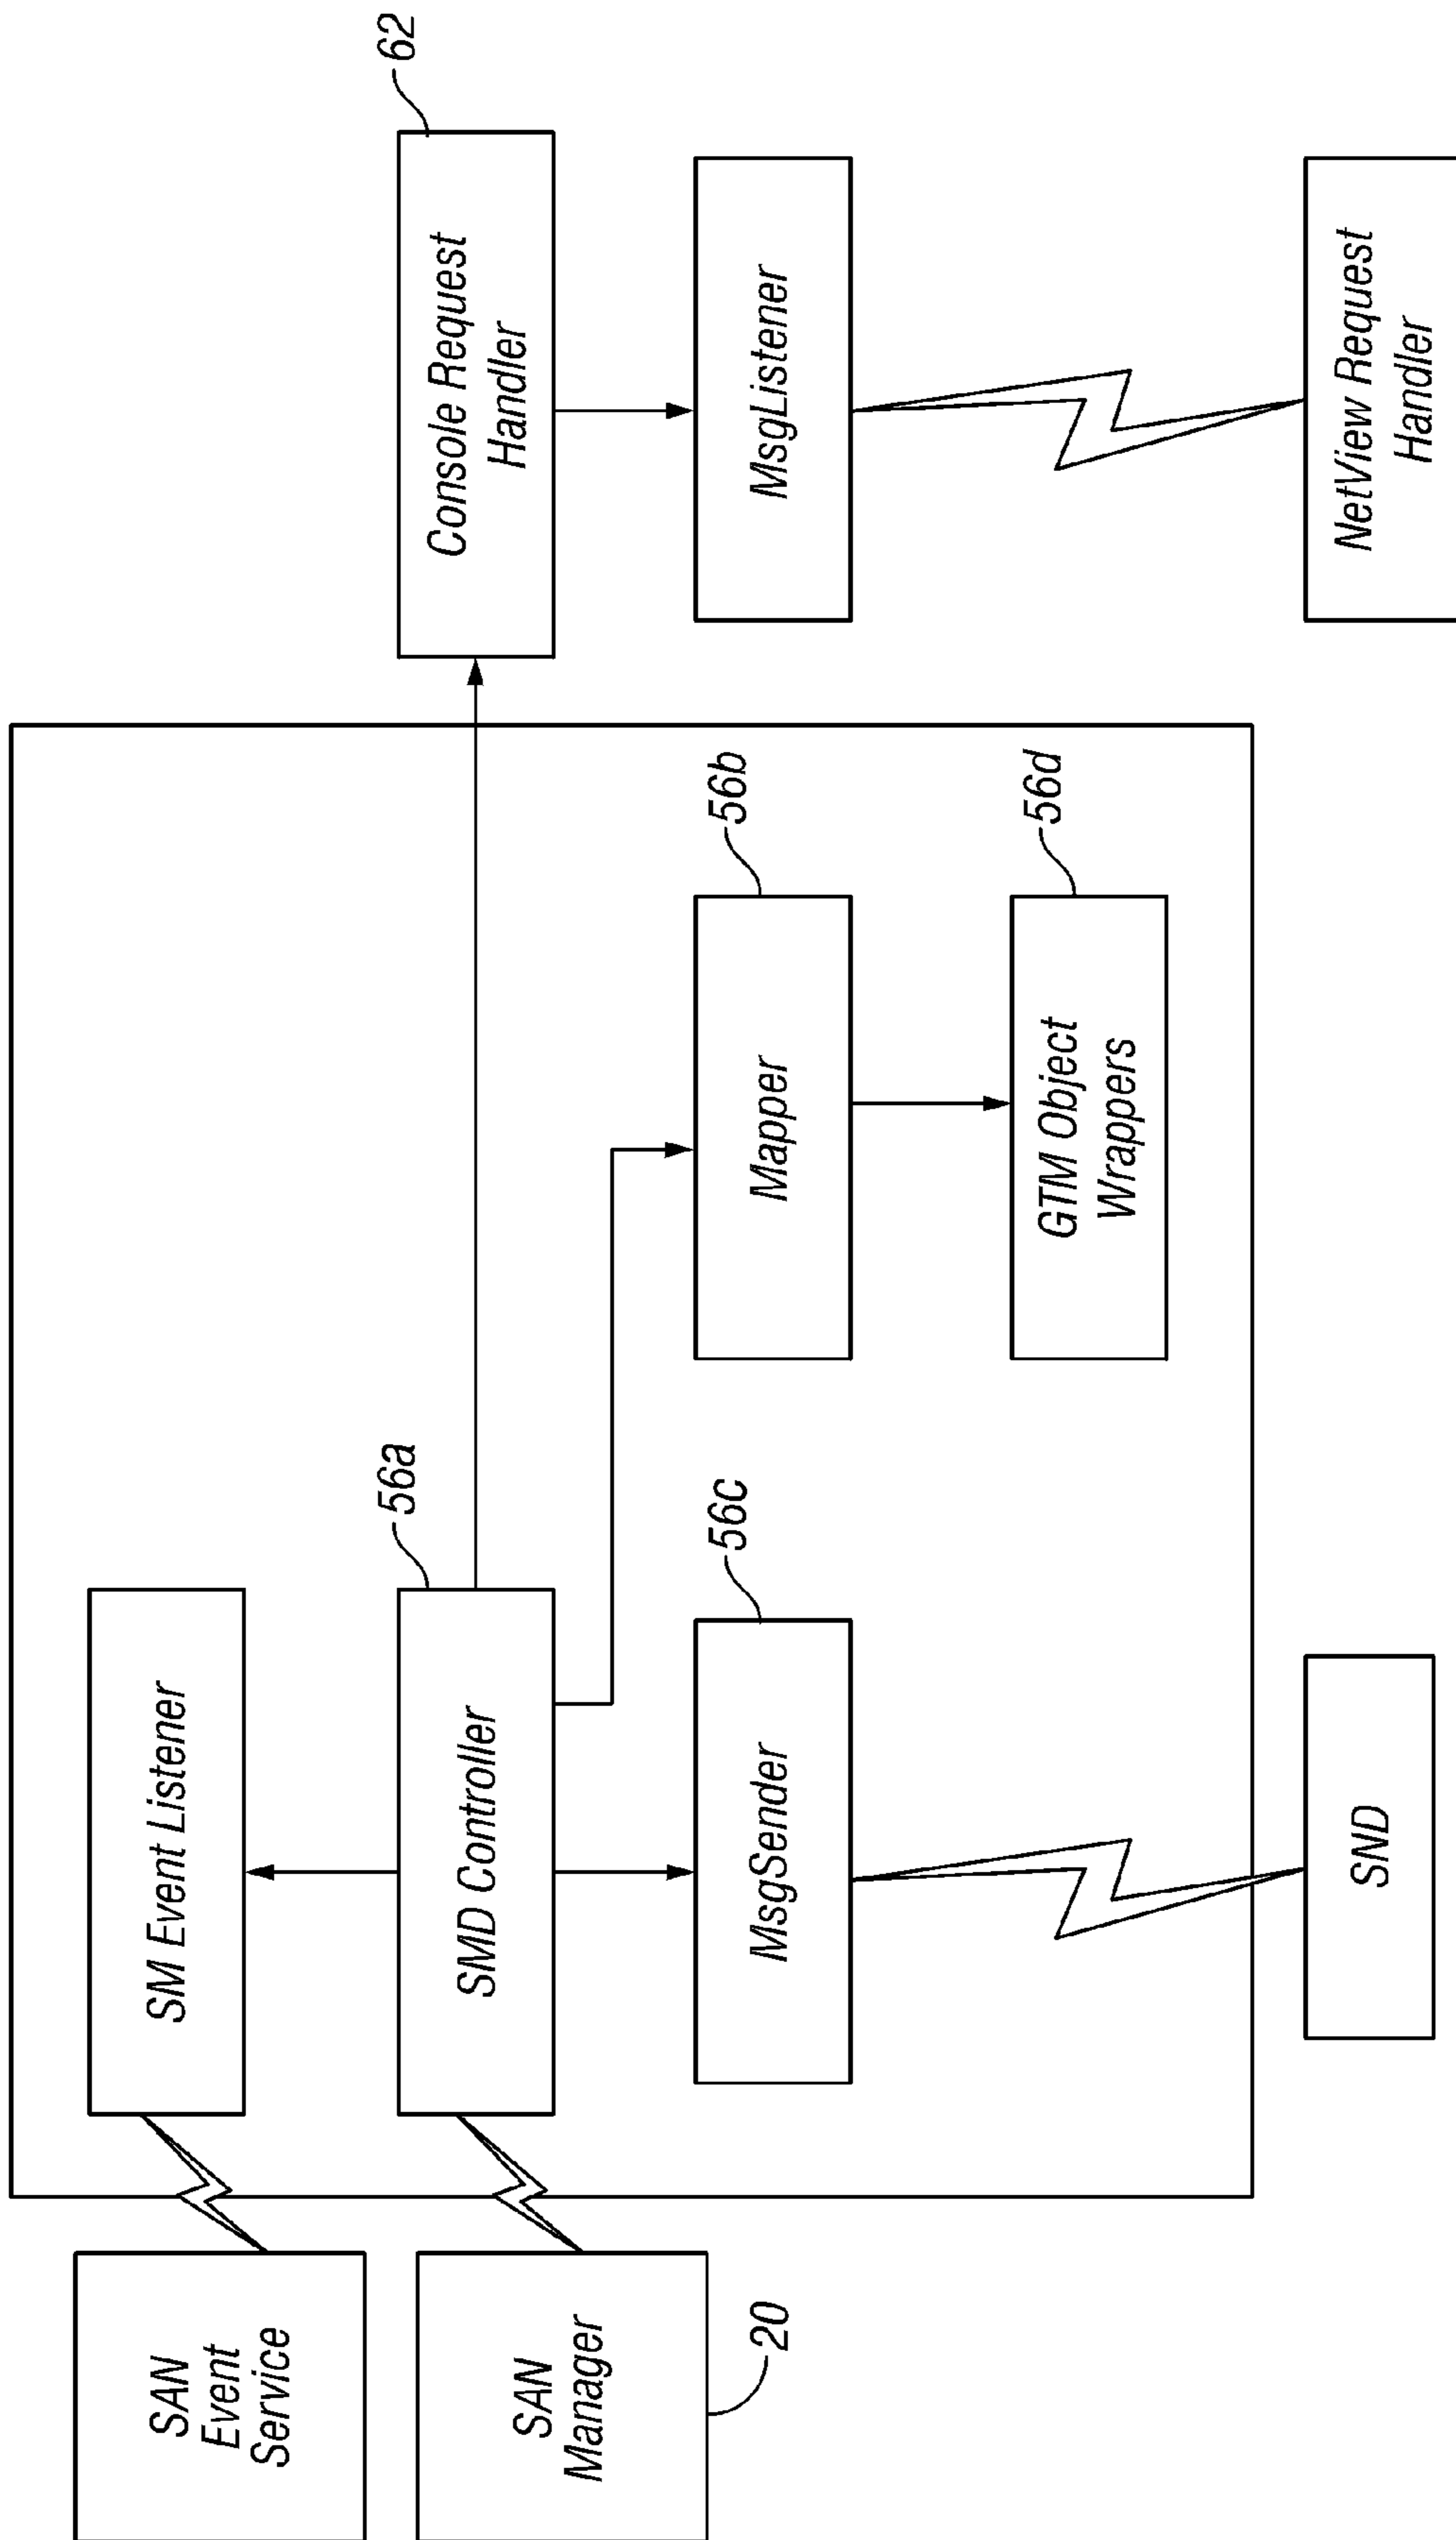 SAN
Event
Service
SM Event Listener
SAN
Manager
20
SMD Controller
56a
Console Request
Handler
62
MsgSender
56c
Mapper
56b
MsgListener
GTM Object
Wrappers
56d
SND
NetView Request
Handler